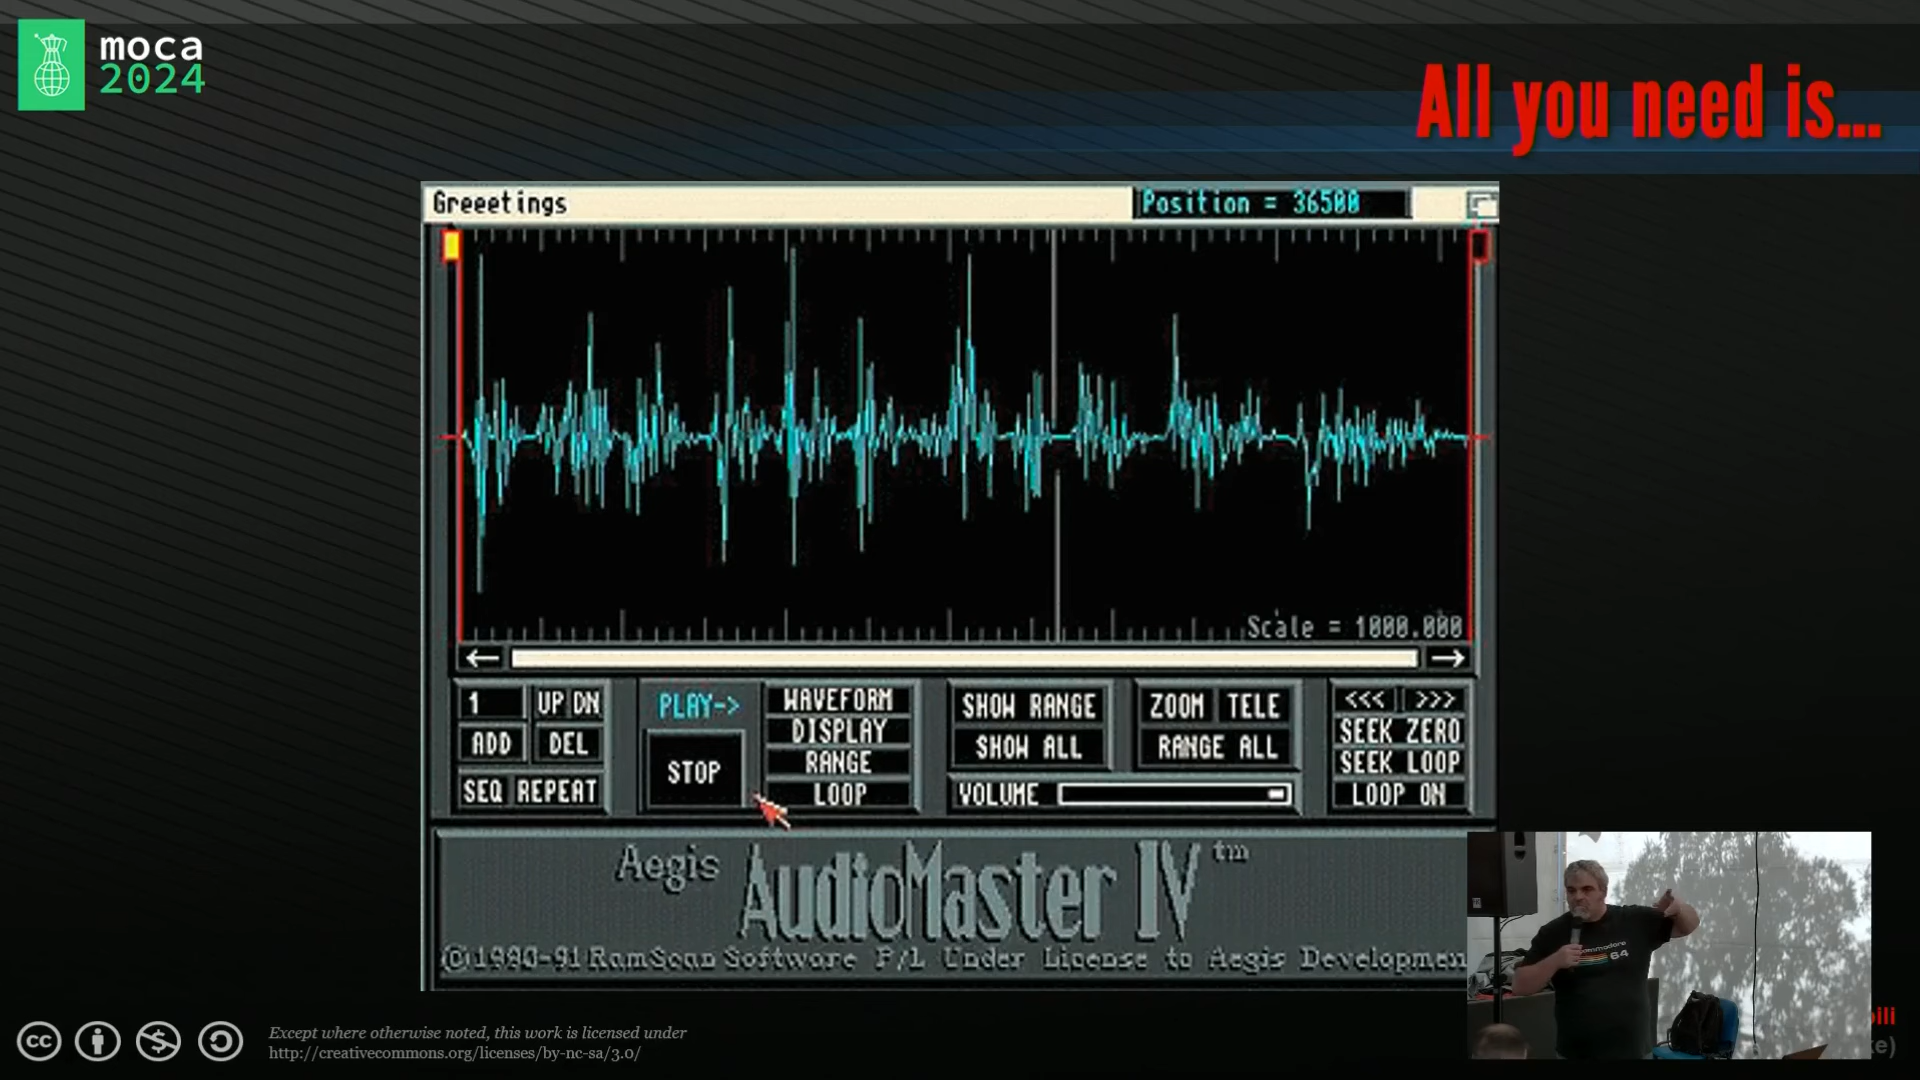 moca
2024
All you need is...
Greeetings
Position = 36500
Scale = 1000.000
1 UP DN
ADD DEL
SEQ REPEAT
PLAY->
STOP
WAVEFORM
DISPLAY
RANGE
LOOP
SHOW RANGE
SHOW ALL
ZOOM TELE
RANGE ALL
VOLUME
<<< >>>
SEEK ZERO
SEEK LOOP
LOOP ON
Aegis AudioMaster IV tm
RamScan Software P/L Under License to Aegis
commodore
64
Except where otherwise noted, this work is licensed under
http://creativecommons.org/licenses/by-nc-sa/3.0/
cc